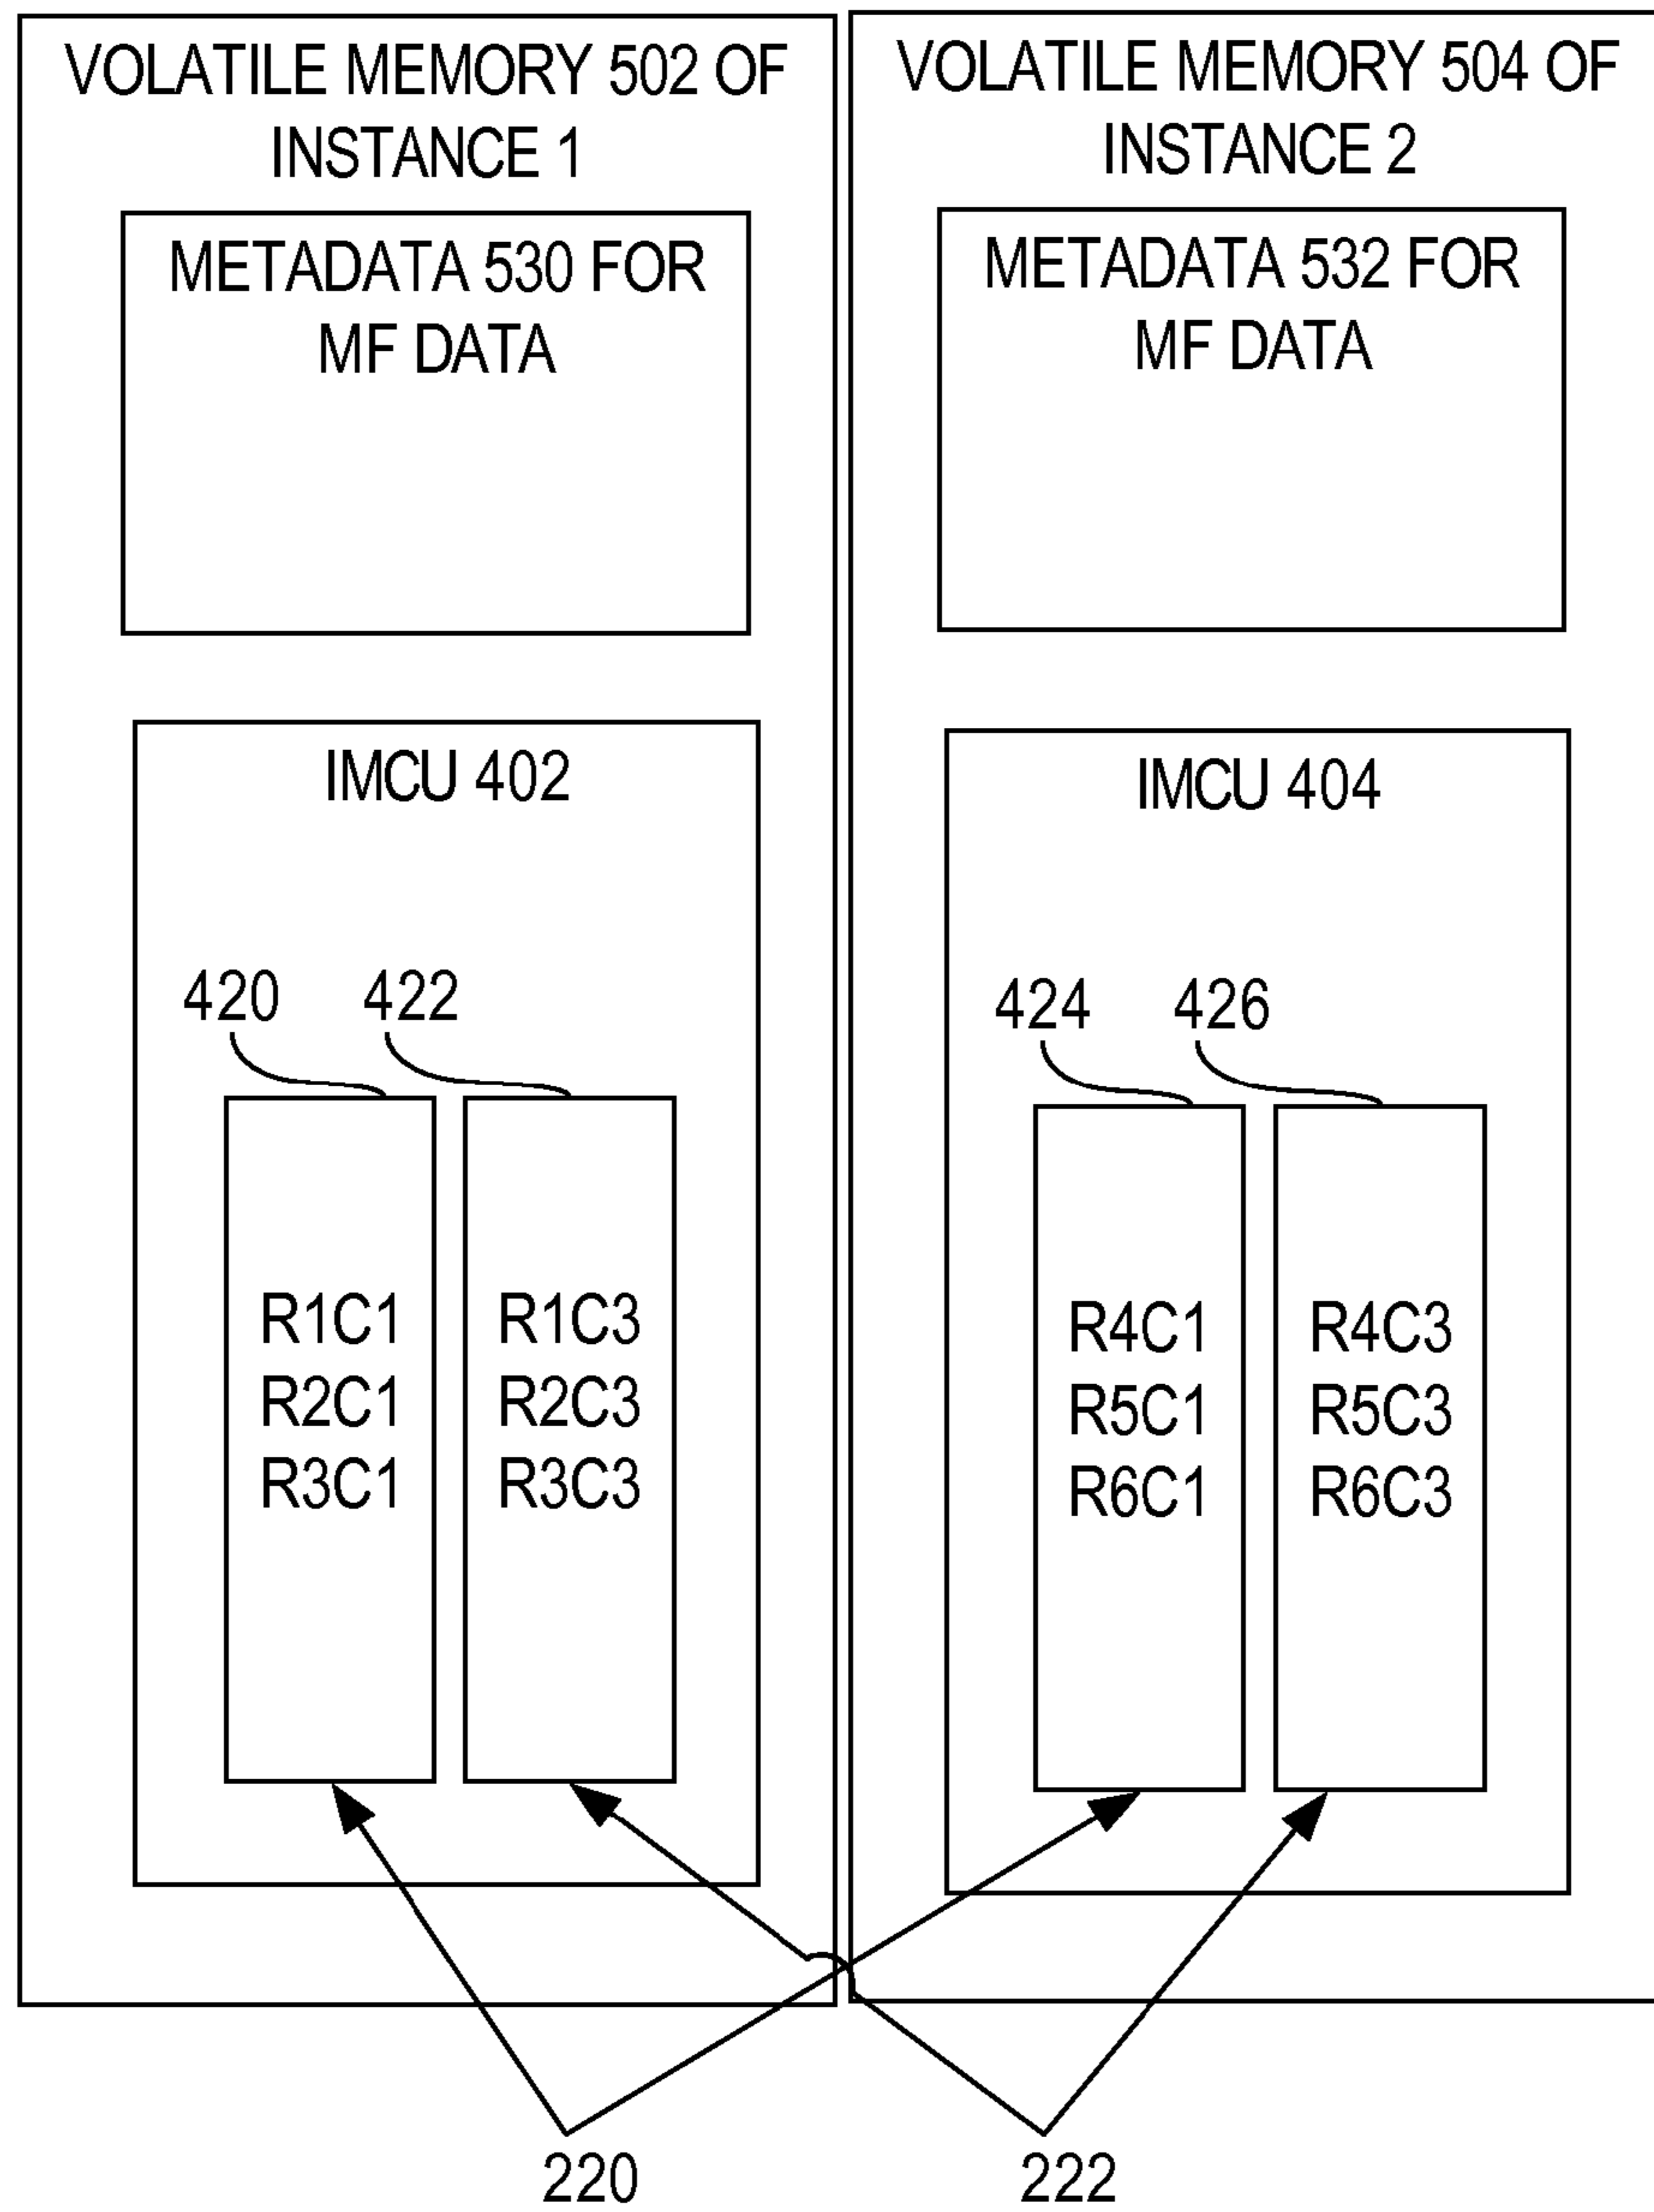 VOLATILE MEMORY 502 OF
INSTANCE 1
METADATA 530 FOR
MF DATA
IMCU 402
420
422
R1C1
R2C1
R3C1
R1C3
R2C3
R3C3
VOLATILE MEMORY 504 OF
INSTANCE 2
METADATA 532 FOR
MF DATA
IMCU 404
424
426
R4C1
R5C1
R6C1
R4C3
R5C3
R6C3
220
222